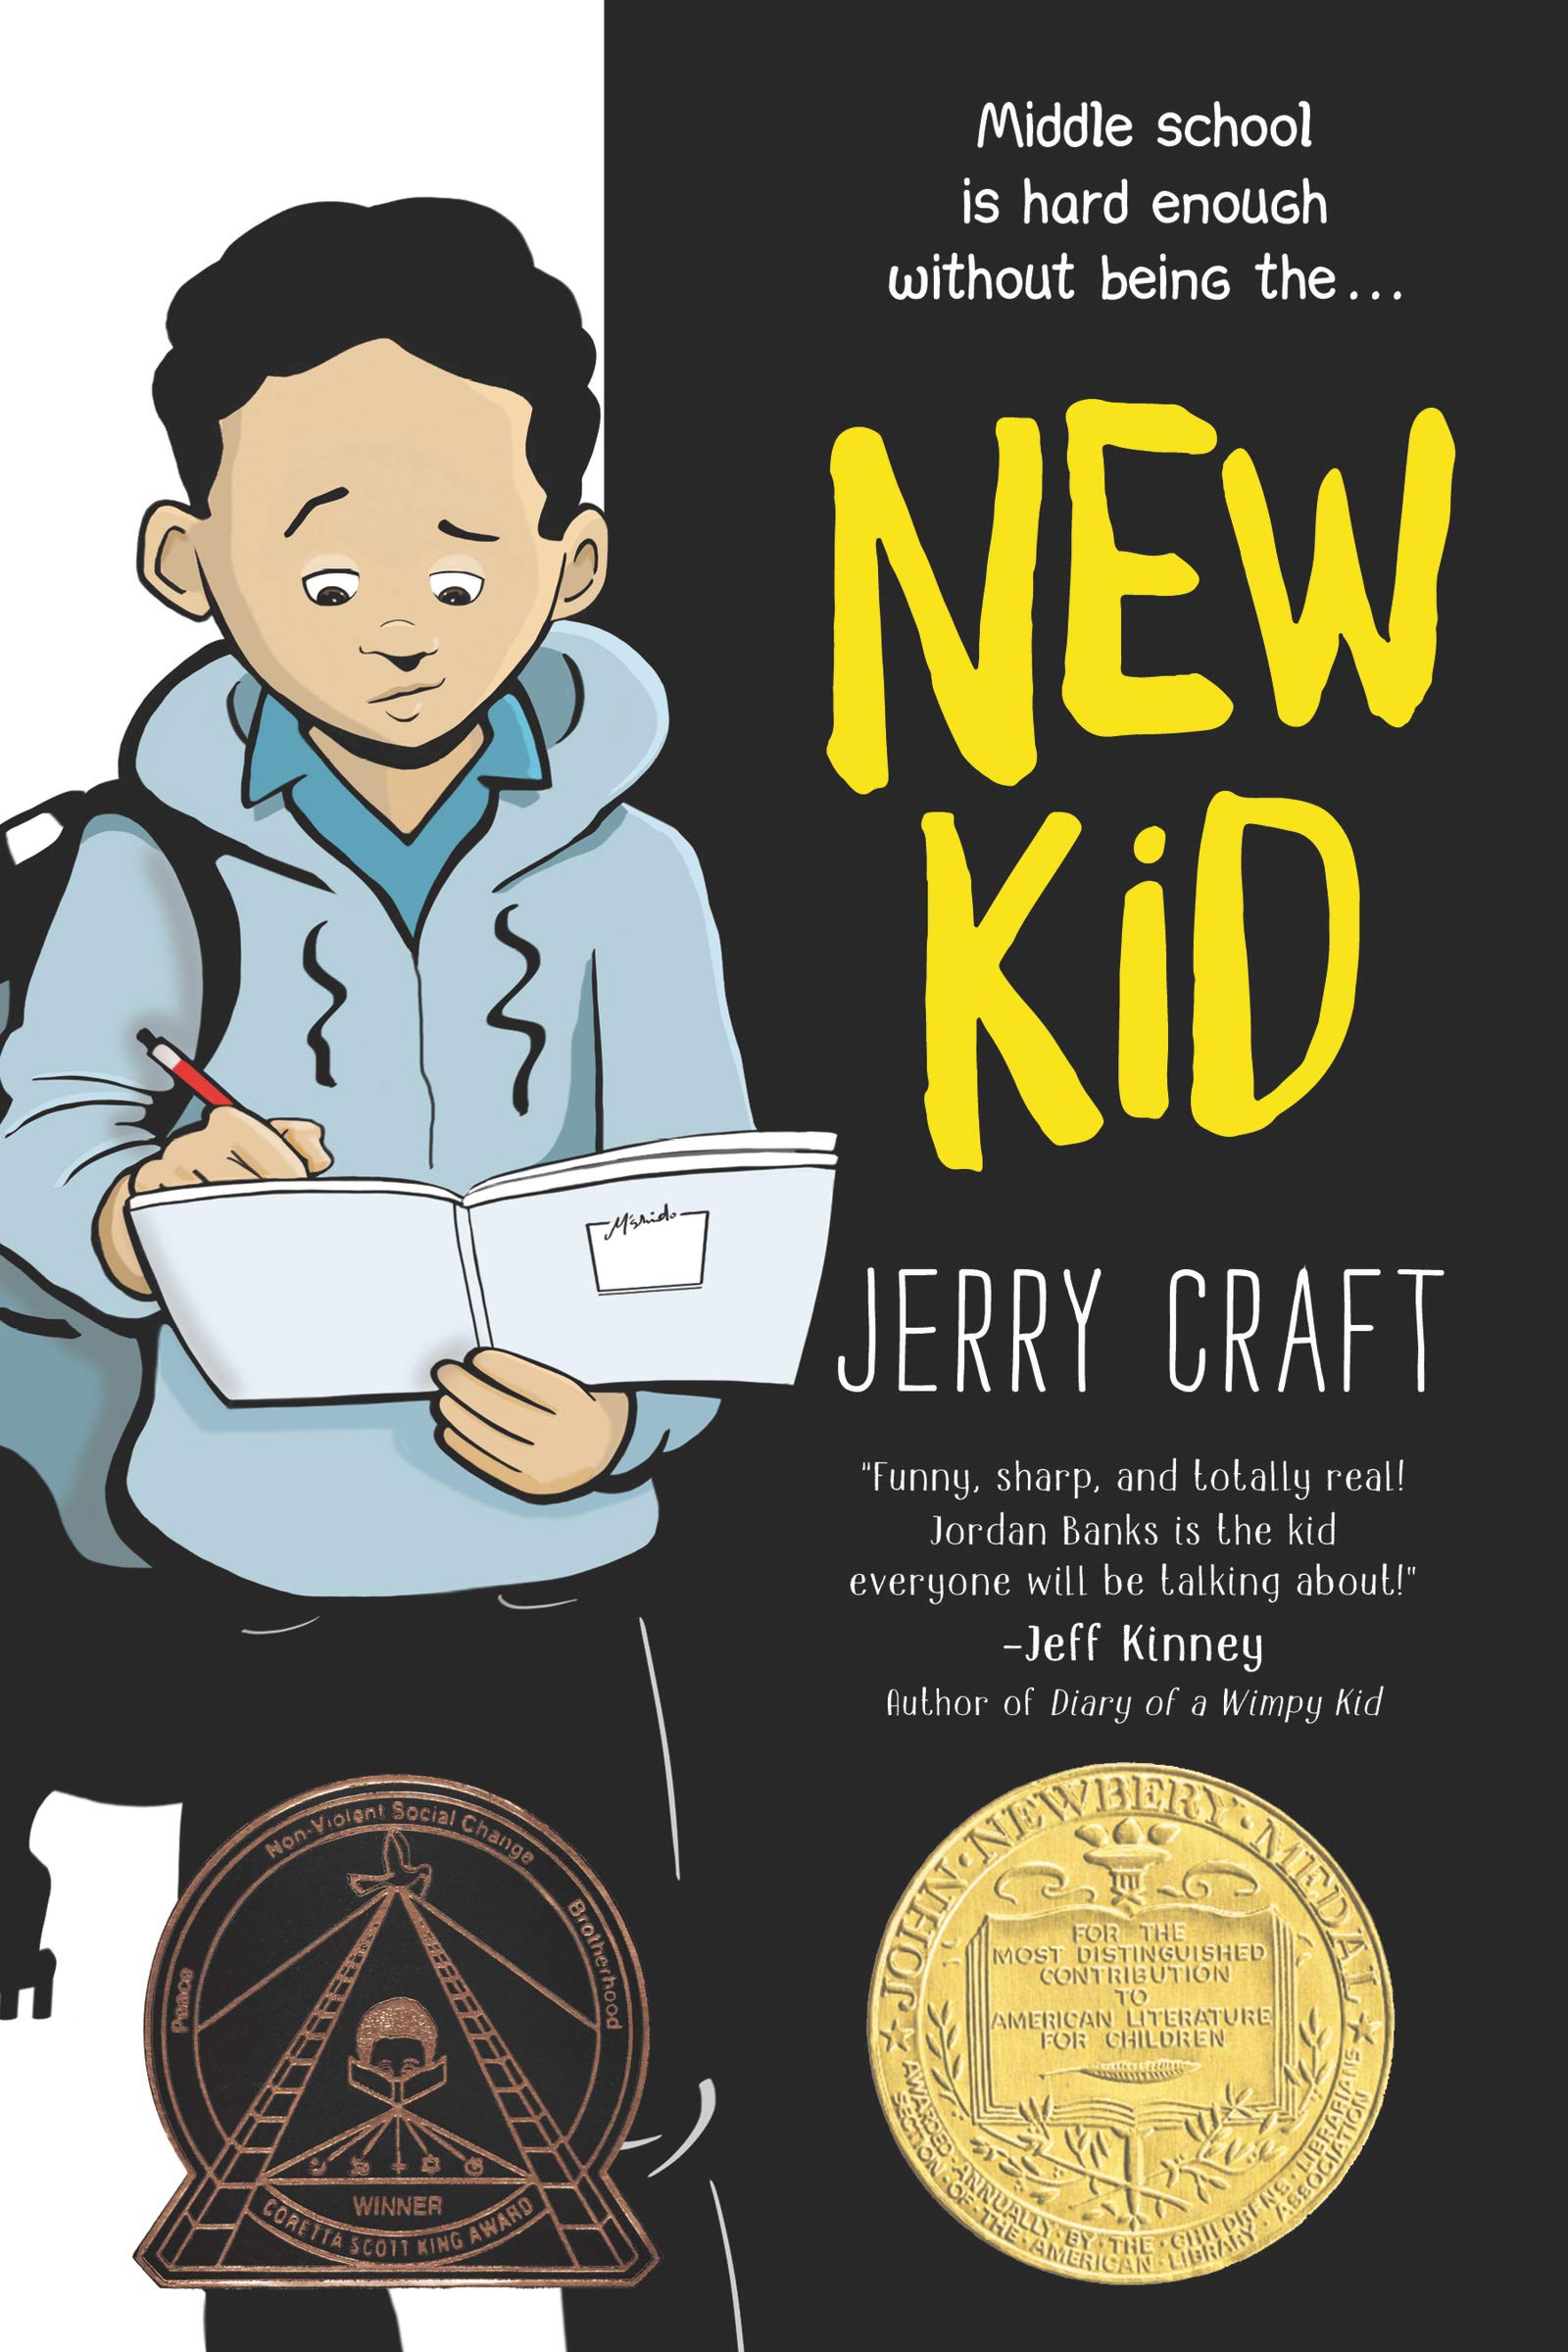 Middle school
is hard enough
without being the...
NEW
KiD
JERRY CRAFT
"Funny, sharp, and totally real!
Jordan Banks is the kid
everyone will be talking about!"
–Jeff Kinney
Author of Diary of a Wimpy Kid
Mishido
Peace
Non-Violent Social Change
Brotherhood
WINNER
CORETTA SCOTT KING AWARD
JOHN·NEWBERY·MEDAL
FOR THE
MOST DISTINGUISHED
CONTRIBUTION
TO
AMERICAN LITERATURE
FOR CHILDREN
AWARDED·ANNUALLY·BY·THE·CHILDRENS·LIBRARIANS
SECTION·OF·THE·AMERICAN·LIBRARY·ASSOCIATION